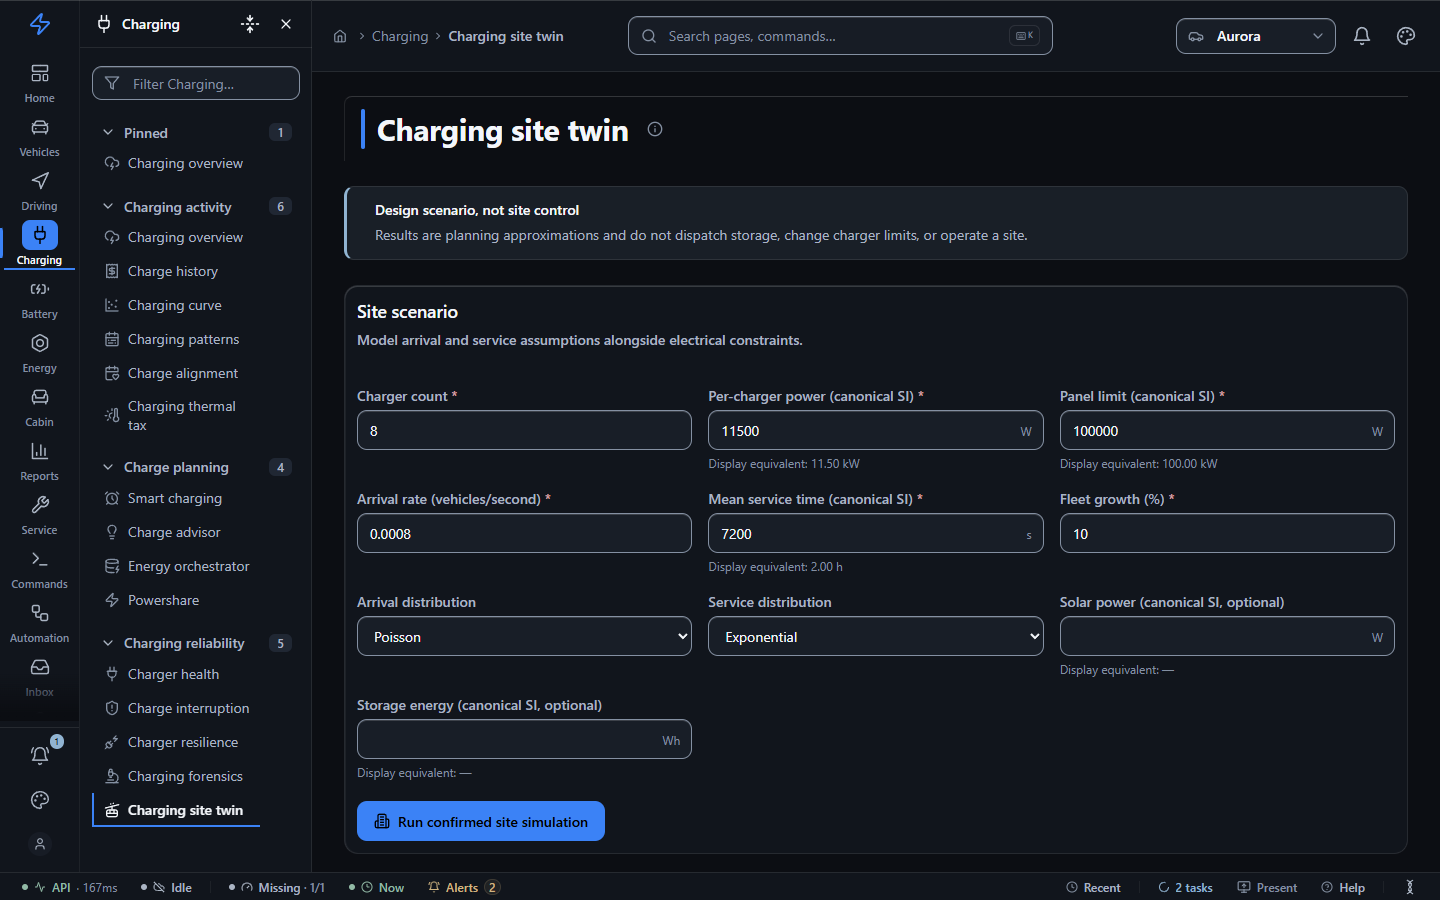 Charging
Charging
Charging site twin
Search pages, commands...
K
Aurora
Home
Vehicles
Driving
Charging
Battery
Energy
Cabin
Reports
Service
Commands
Automation
Inbox
1
Filter Charging...
Pinned
1
Charging overview
Charging activity
6
Charging overview
Charge history
Charging curve
Charging patterns
Charge alignment
Charging thermal
tax
Charge planning
4
Smart charging
Charge advisor
Energy orchestrator
Powershare
Charging reliability
5
Charger health
Charge interruption
Charger resilience
Charging forensics
Charging site twin
Charging site twin
Design scenario, not site control
Results are planning approximations and do not dispatch storage, change charger limits, or operate a site.
Site scenario
Model arrival and service assumptions alongside electrical constraints.
Charger count *
8
Per-charger power (canonical SI) *
11500
W
Display equivalent: 11.50 kW
Panel limit (canonical SI) *
100000
W
Display equivalent: 100.00 kW
Arrival rate (vehicles/second) *
0.0008
Mean service time (canonical SI) *
7200
s
Display equivalent: 2.00 h
Fleet growth (%) *
10
Arrival distribution
Poisson
Service distribution
Exponential
Solar power (canonical SI, optional)
W
Display equivalent: —
Storage energy (canonical SI, optional)
Wh
Display equivalent: —
Run confirmed site simulation
API · 167ms
Idle
Missing · 1/1
Now
Alerts 2
Recent
2 tasks
Present
Help